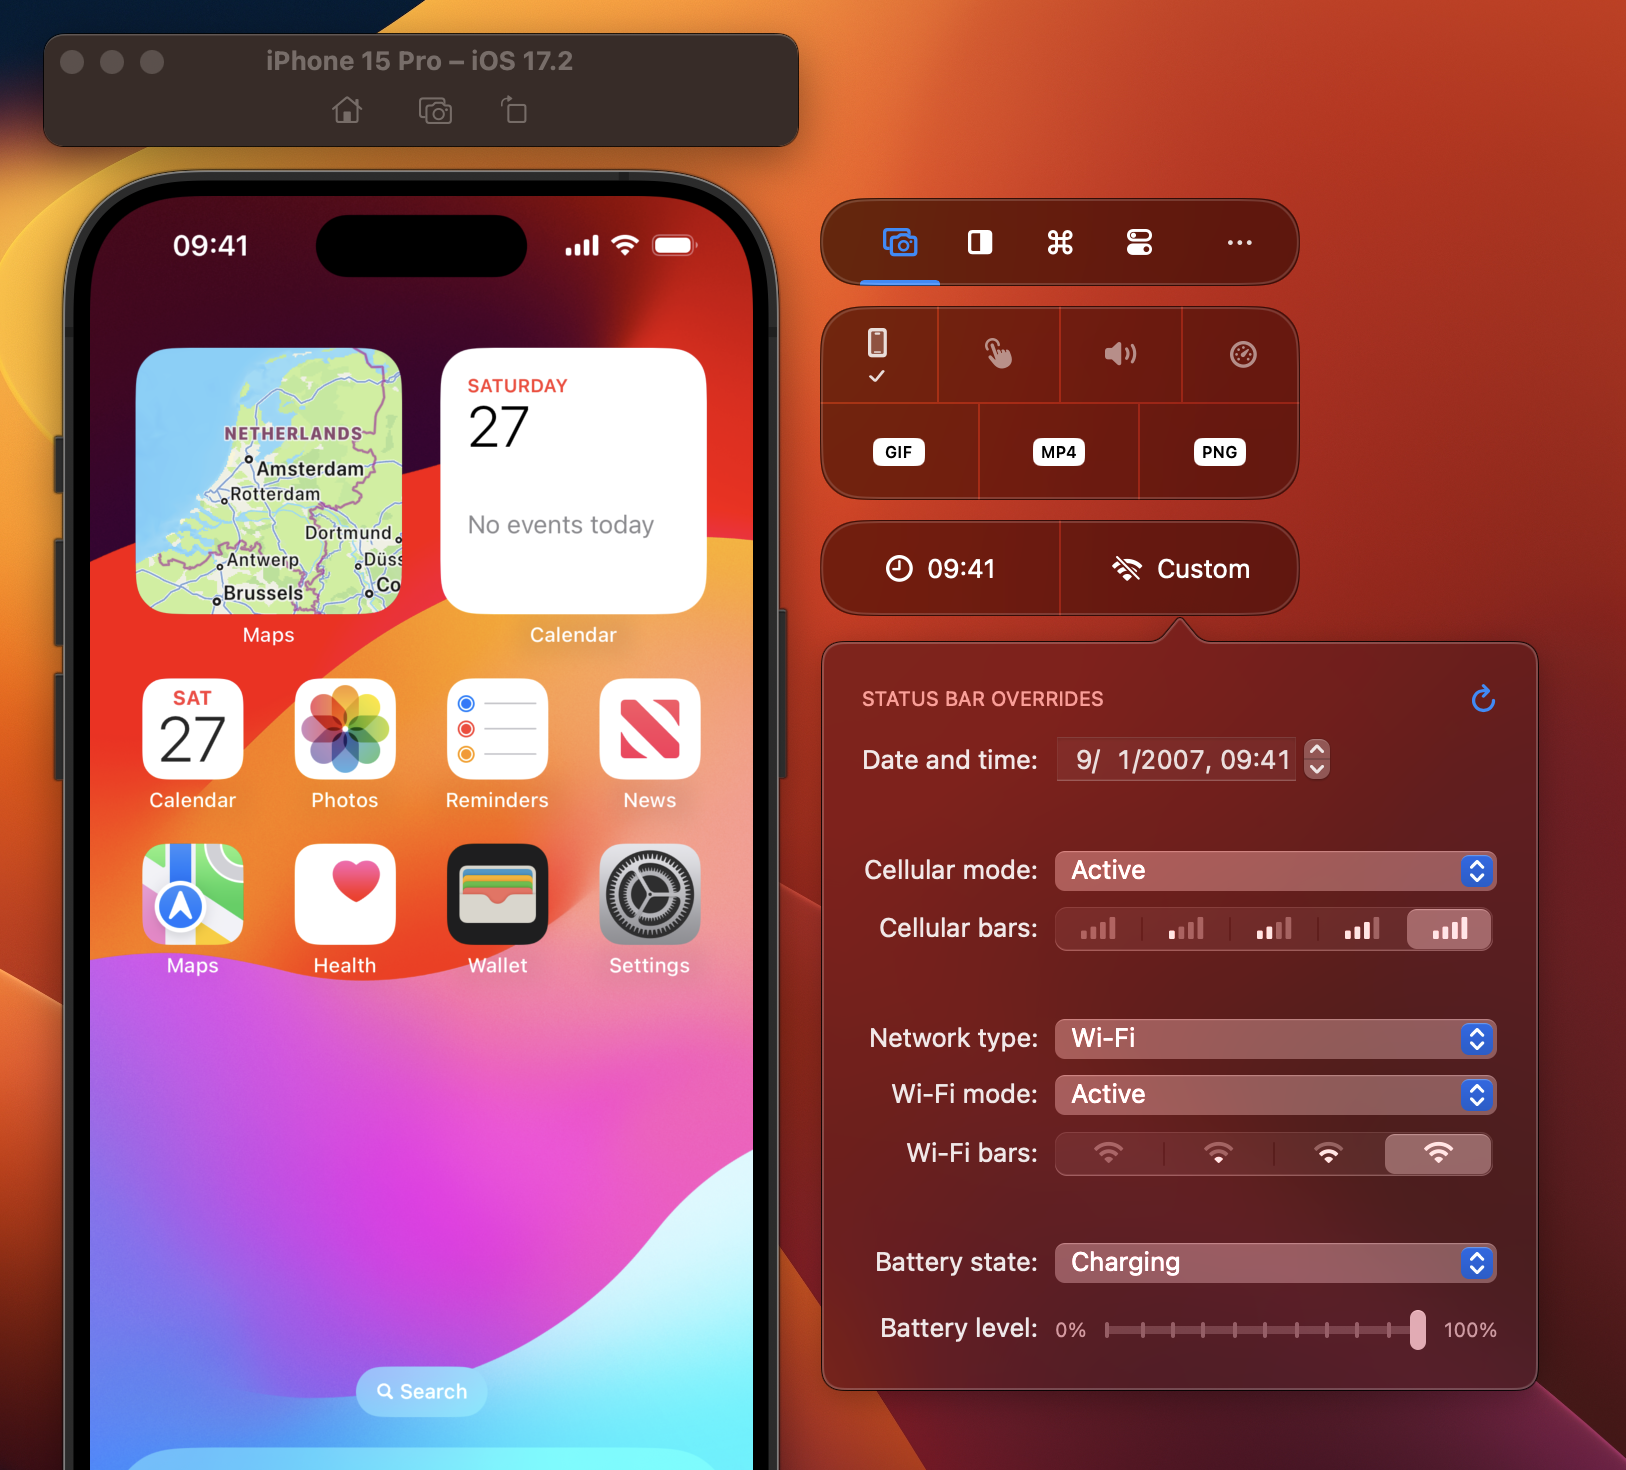 iPhone 15 Pro – iOS 17.2
09:41
NETHERLANDS
Amsterdam
Rotterdam
Dortmund
Antwerp
Düss
Brussels
Co
Maps
SATURDAY
27
No events today
Calendar
SAT
27
Calendar
Photos
Reminders
News
Maps
Health
Wallet
Settings
Search
GIF
MP4
PNG
09:41
Custom
STATUS BAR OVERRIDES
Date and time: 9/ 1/2007, 09:41
Cellular mode: Active
Cellular bars:
Network type: Wi-Fi
Wi-Fi mode: Active
Wi-Fi bars:
Battery state: Charging
Battery level: 0% 100%